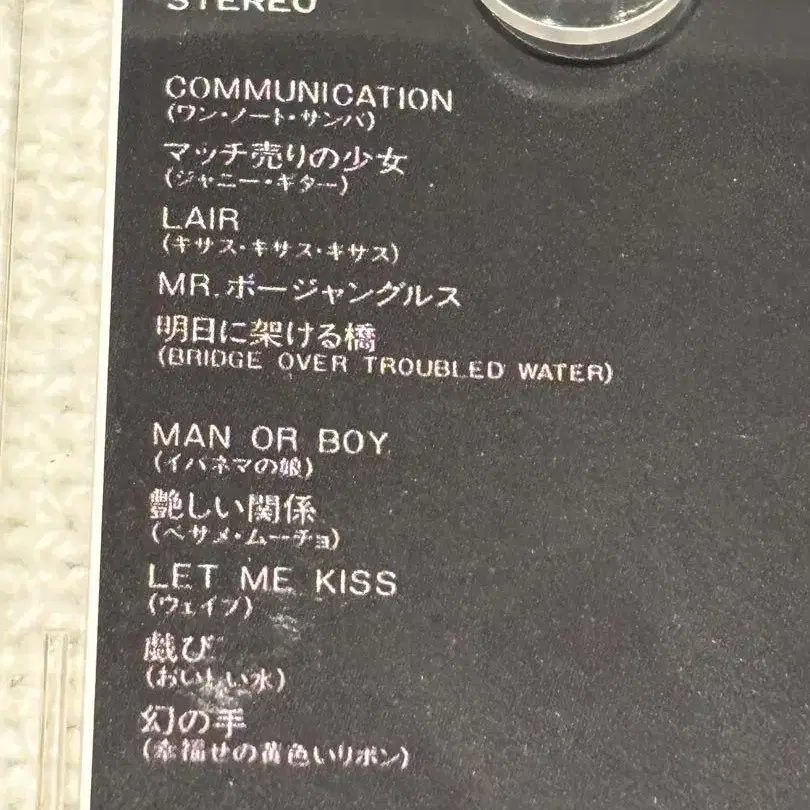 STEREO
COMMUNICATION
(ワン・ノート・サンバ)
マッチ売りの少女
(ジャニー・ギター)
LAIR
(キサス・キサス・キサス)
MR.ボージャングルス
明日に架ける橋
(BRIDGE OVER TROUBLED WATER)
MAN OR BOY
(イパネマの娘)
艶しい関係
(ベサメ・ムーチョ)
LET ME KISS
(ウェイブ)
戯び
(おいしい水)
幻の手
(幸福せの黄色いリボン)